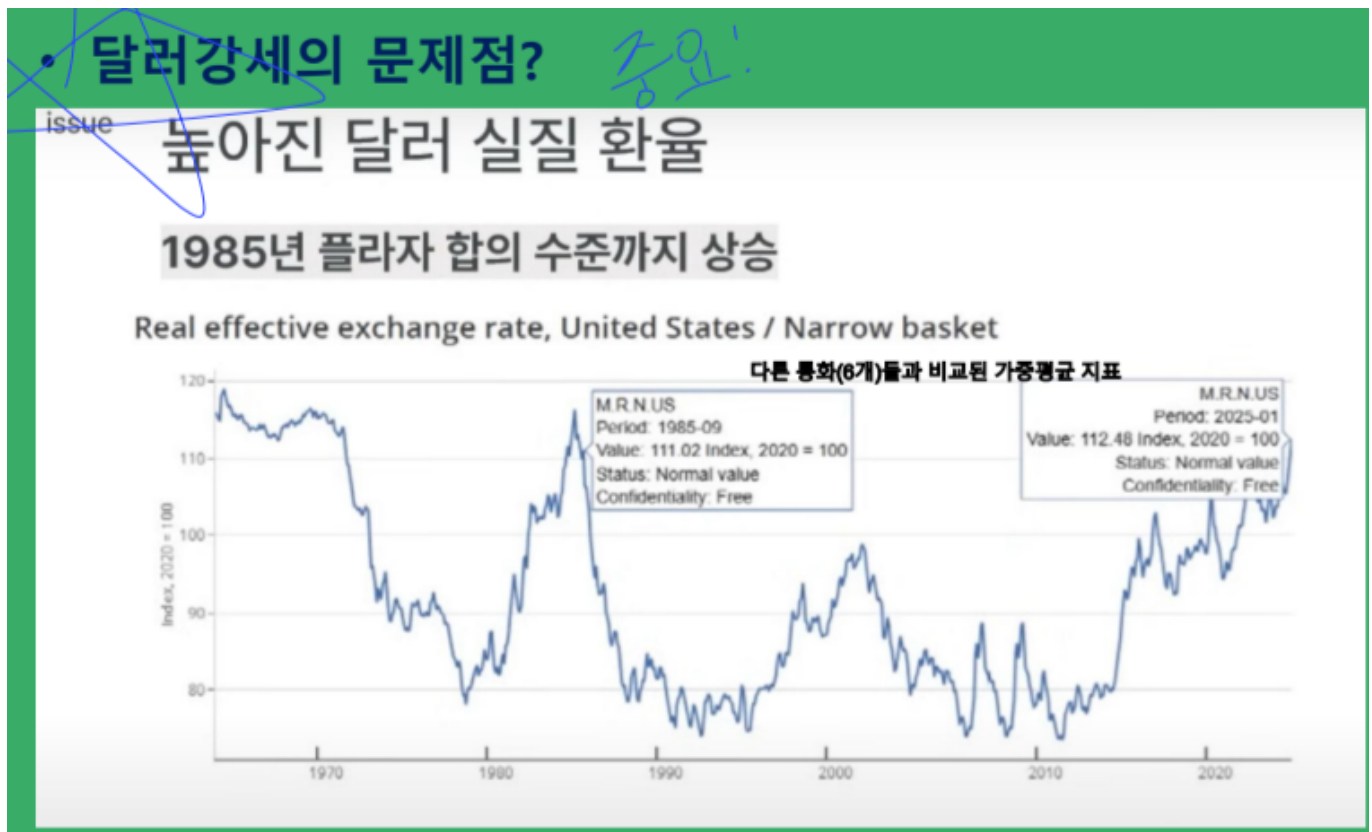 • 달러강세의 문제점? 중요!
issue
높아진 달러 실질 환율
1985년 플라자 합의 수준까지 상승
Real effective exchange rate, United States / Narrow basket
다른 통화(6개)들과 비교된 가중평균 지표
M.R.N.US
Period: 1985-09
Value: 111.02 Index, 2020 = 100
Status: Normal value
Confidentiality: Free
M.R.N.US
Period: 2025-01
Value: 112.48 Index, 2020 = 100
Status: Normal value
Confidentiality: Free
Index, 2020 = 100
120
110
100
90
80
1970 1980 1990 2000 2010 2020